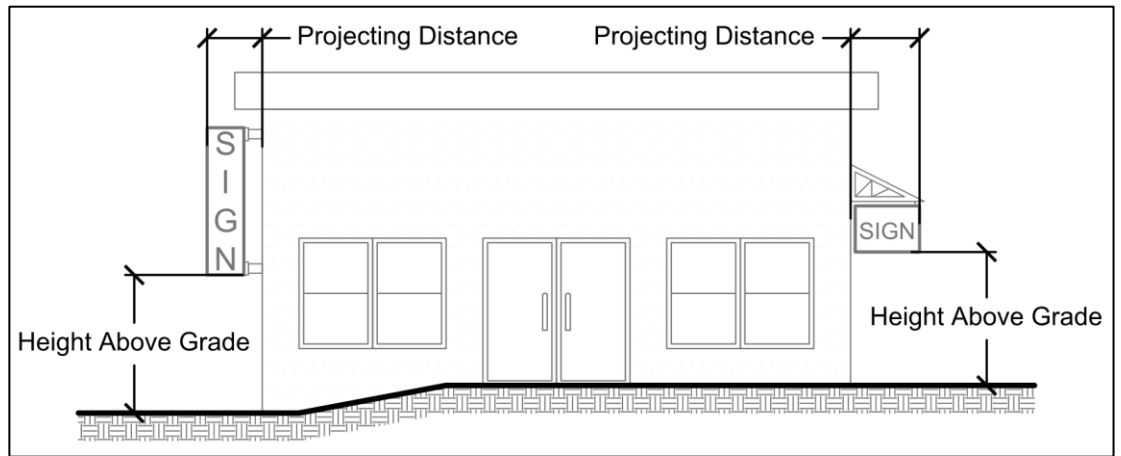 Projecting Distance
Projecting Distance
S
I
G
N
SIGN
Height Above Grade
Height Above Grade